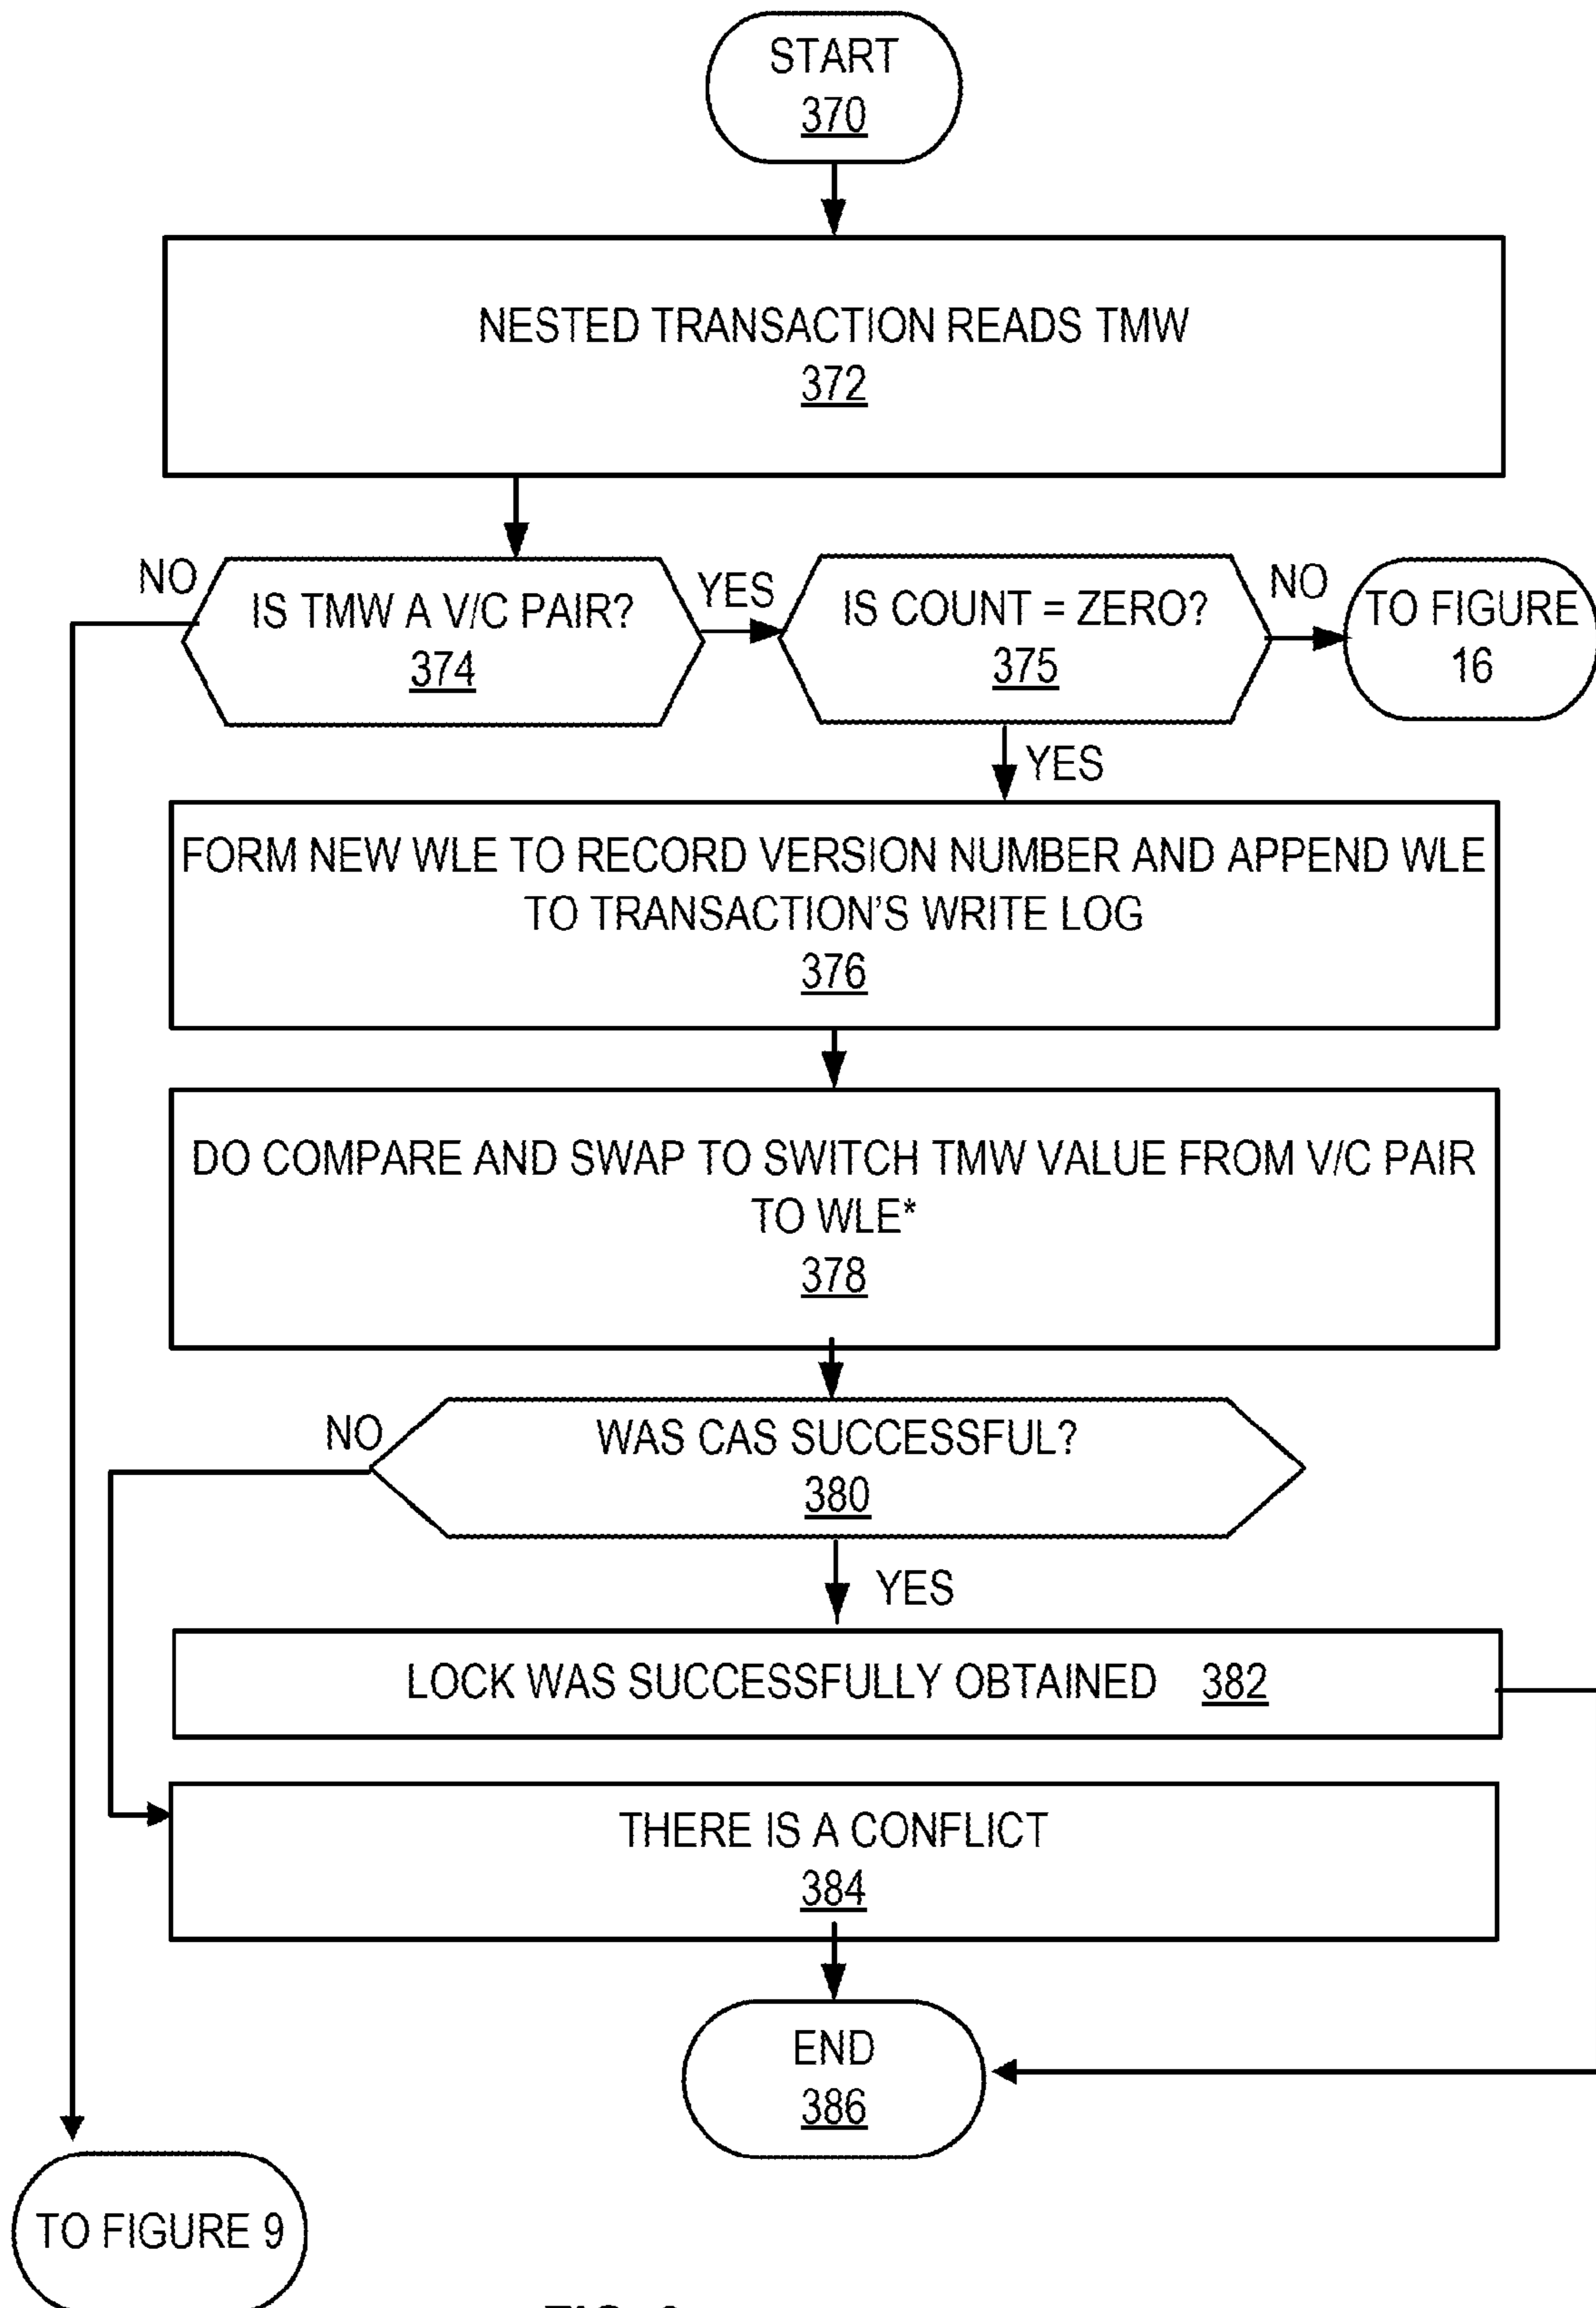 START
370
NESTED TRANSACTION READS TMW
372
NO
IS TMW A V/C PAIR?
374
YES
IS COUNT = ZERO?
375
NO
TO FIGURE
16
YES
FORM NEW WLE TO RECORD VERSION NUMBER AND APPEND WLE
TO TRANSACTION'S WRITE LOG
376
DO COMPARE AND SWAP TO SWITCH TMW VALUE FROM V/C PAIR
TO WLE*
378
NO
WAS CAS SUCCESSFUL?
380
YES
LOCK WAS SUCCESSFULLY OBTAINED 382
THERE IS A CONFLICT
384
END
386
TO FIGURE 9